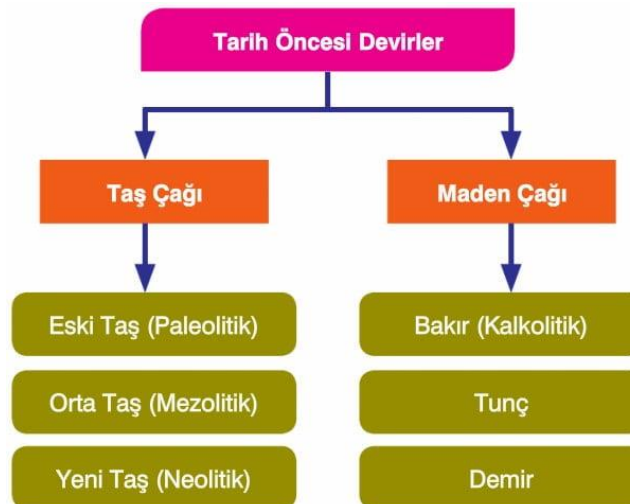 Tarih Öncesi Devirler
Taş Çağı
Maden Çağı
Eski Taş (Paleolitik)
Bakır (Kalkolitik)
Orta Taş (Mezolitik)
Tunç
Yeni Taş (Neolitik)
Demir